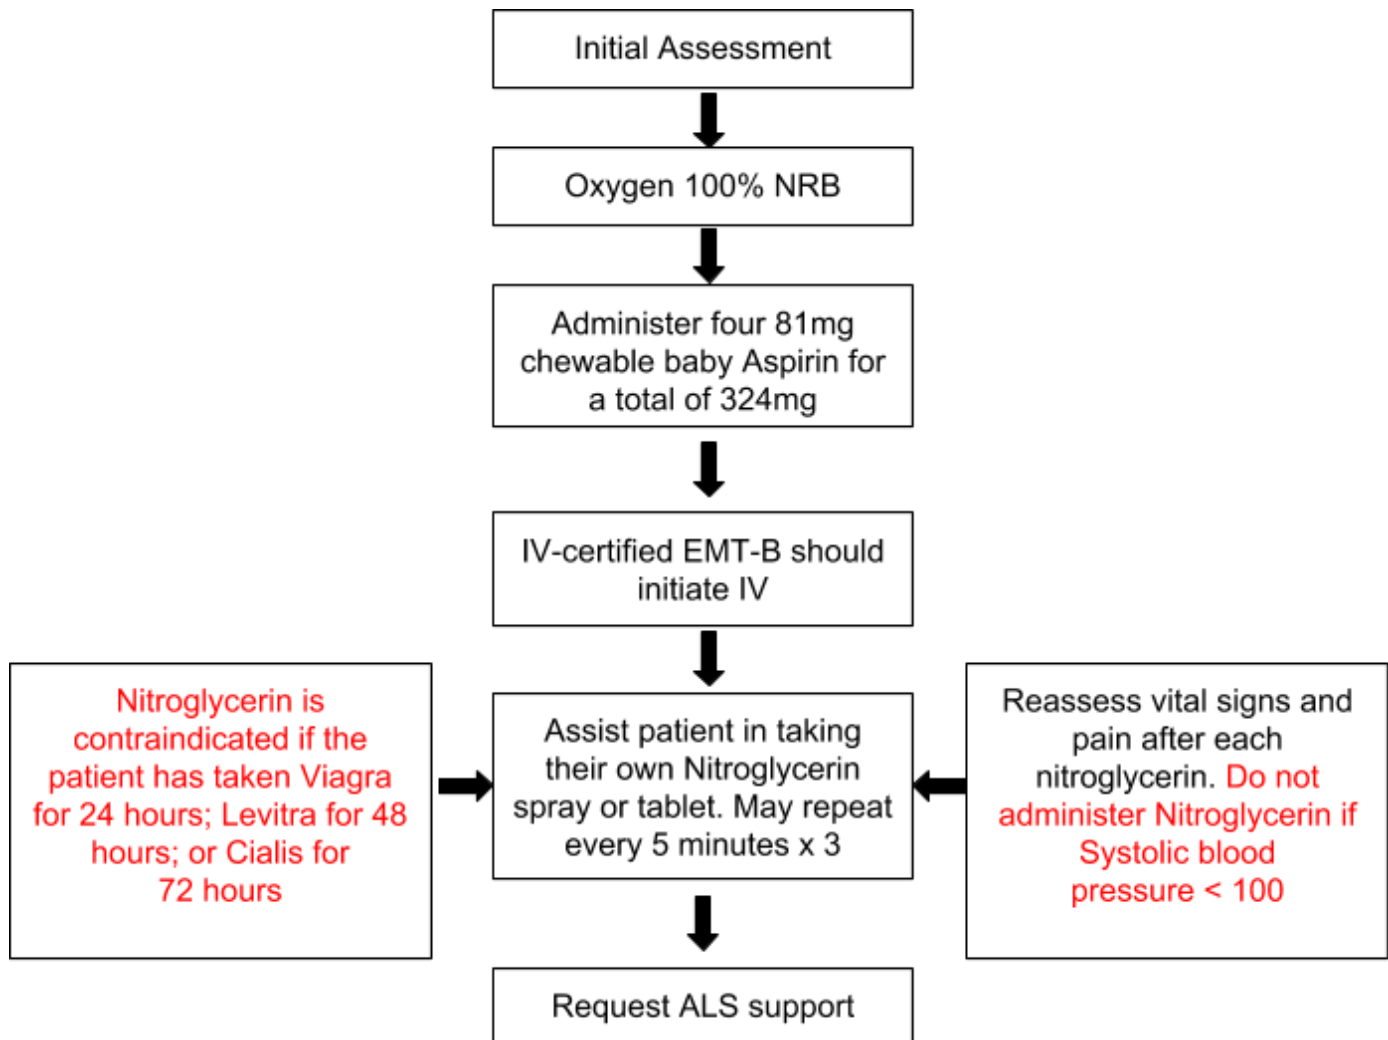 Initial Assessment
Oxygen 100% NRB
Administer four 81mg
chewable baby Aspirin for
a total of 324mg
IV-certified EMT-B should
initiate IV
Nitroglycerin is
contraindicated if the
patient has taken Viagra
for 24 hours; Levitra for 48
hours; or Cialis for
72 hours
Assist patient in taking
their own Nitroglycerin
spray or tablet. May repeat
every 5 minutes x 3
Reassess vital signs and
pain after each
nitroglycerin. Do not
administer Nitroglycerin if
Systolic blood
pressure < 100
Request ALS support